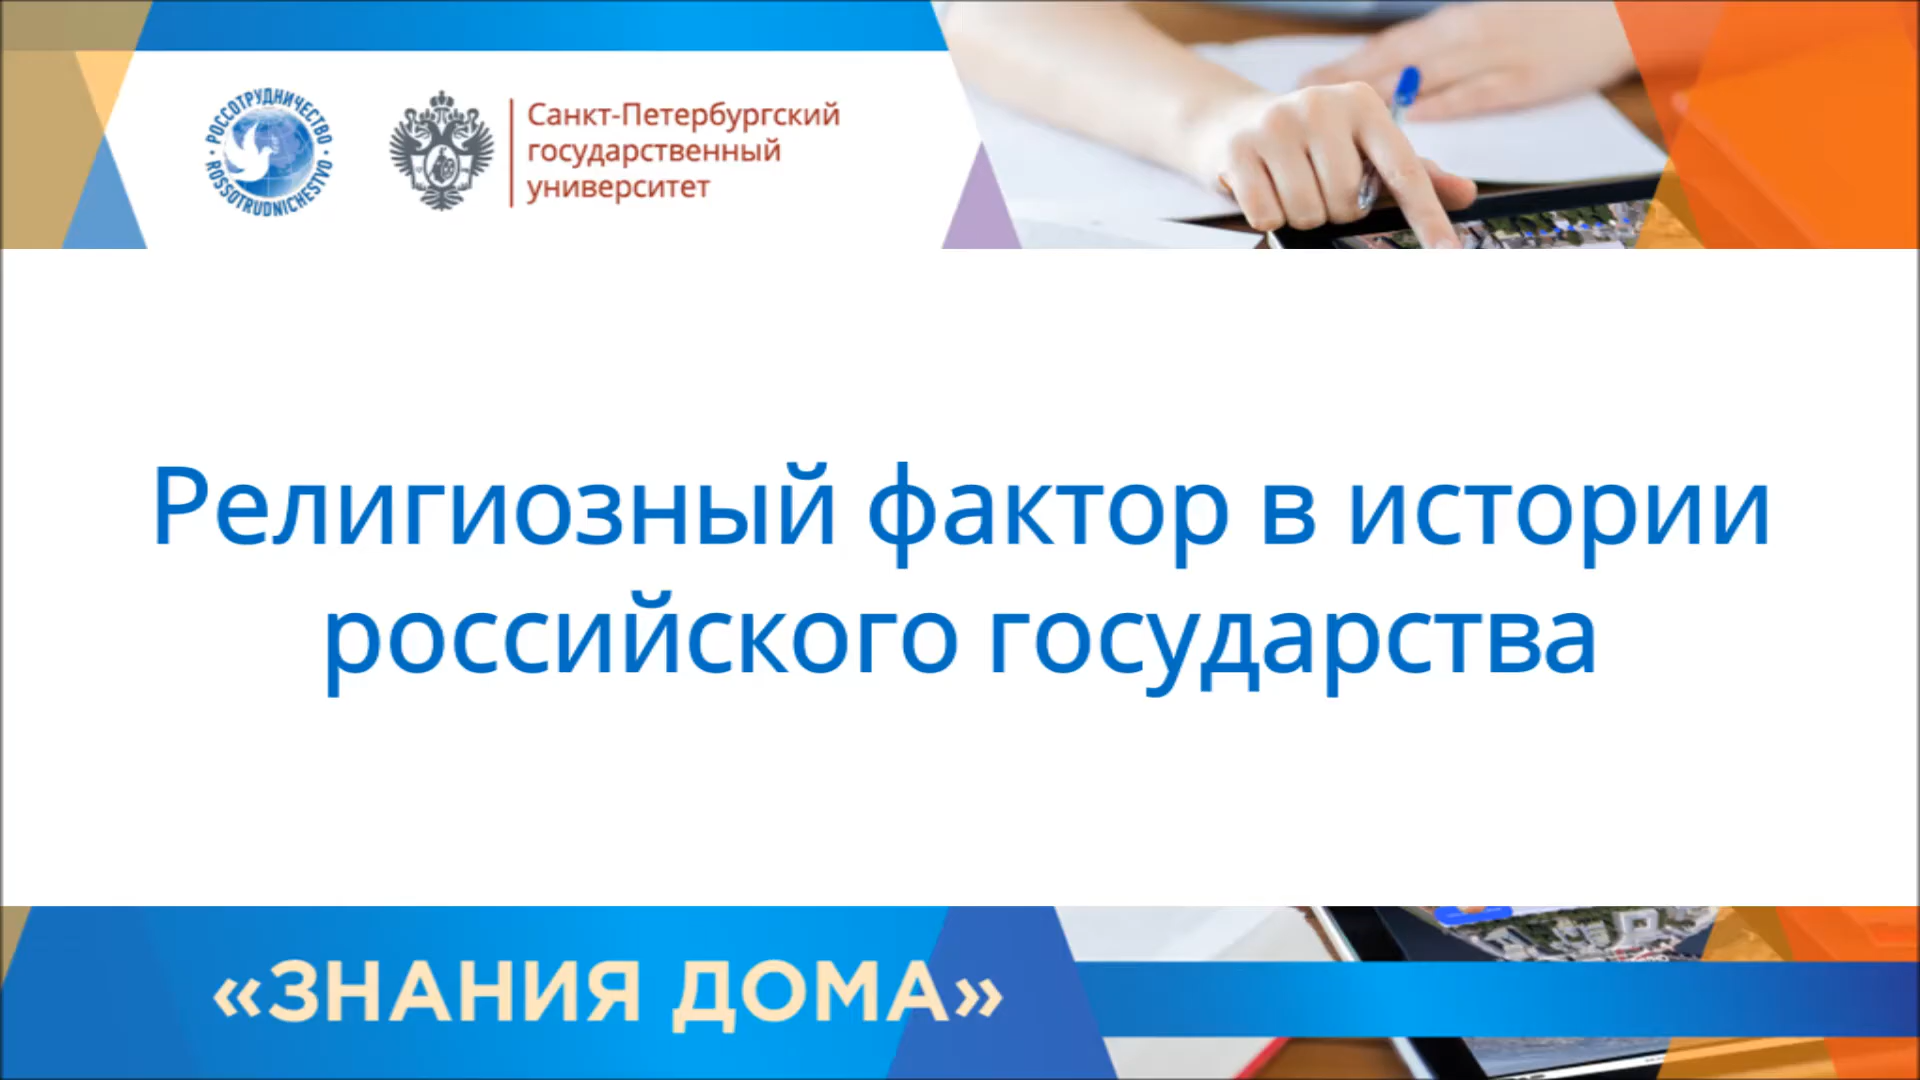 РОССОТРУДНИЧЕСТВО
ROSSOTRUDNICHESTVO
Санкт-Петербургский
государственный
университет
Религиозный фактор в истории
российского государства
«ЗНАНИЯ ДОМА»